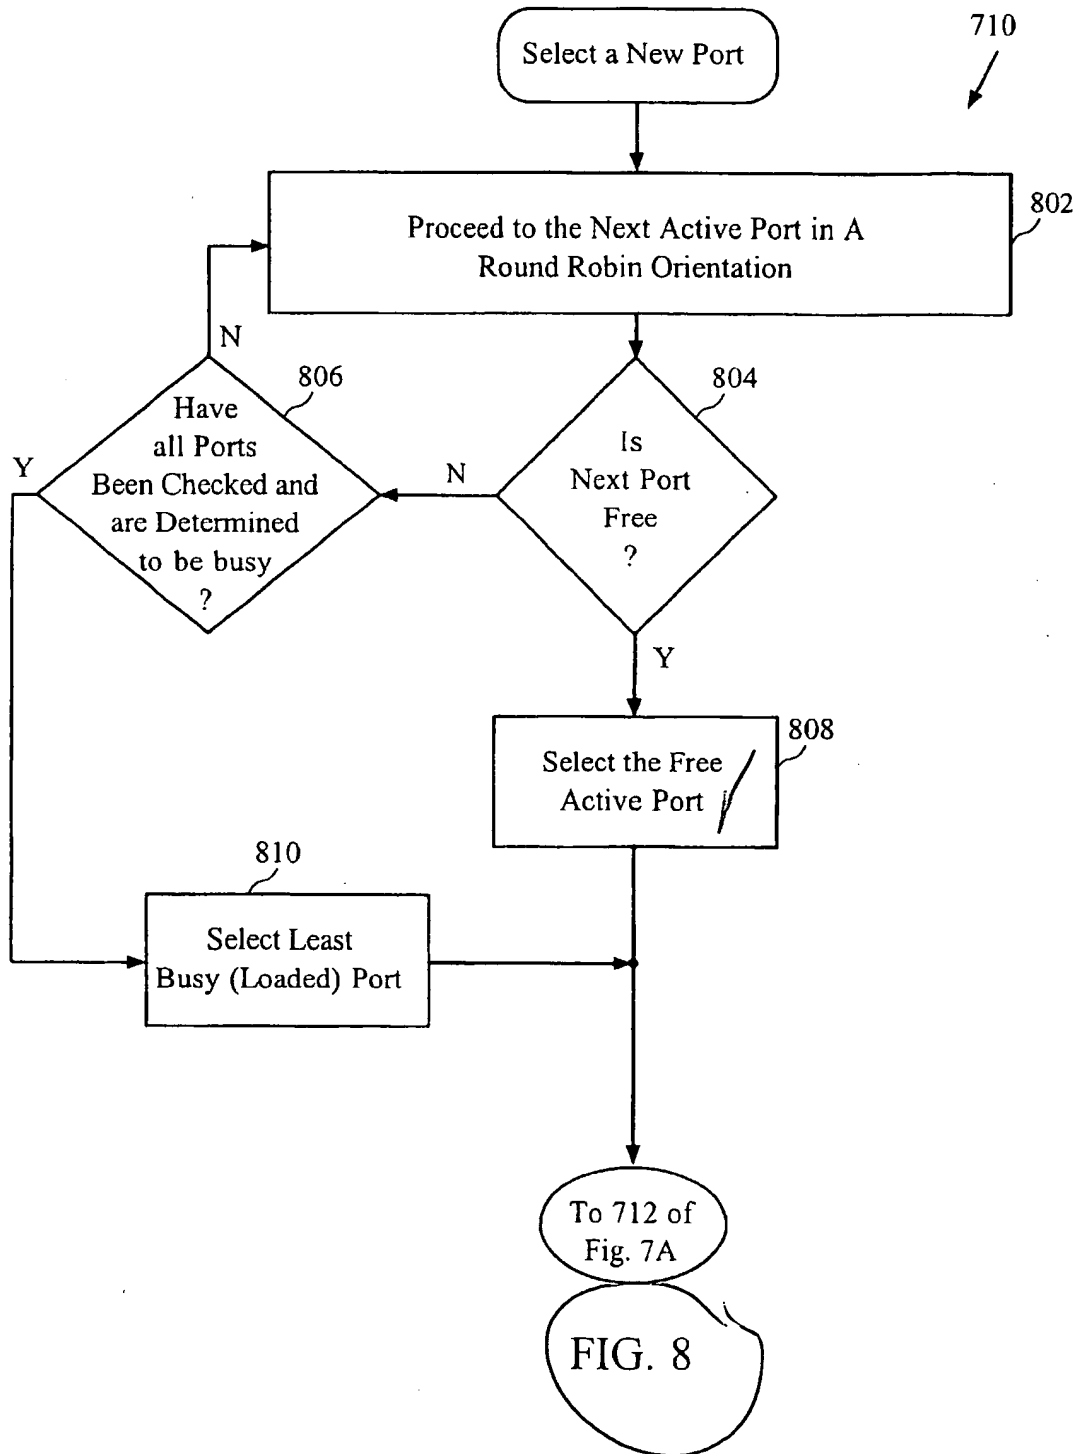 710
Select a New Port
802
Proceed to the Next Active Port in A
Round Robin Orientation
N
806
804
Have
all Ports
Been Checked and
are Determined
to be busy
?
Y
N
Is
Next Port
Free
?
Y
808
Select the Free
Active Port
810
Select Least
Busy (Loaded) Port
To 712 of
Fig. 7A
FIG. 8